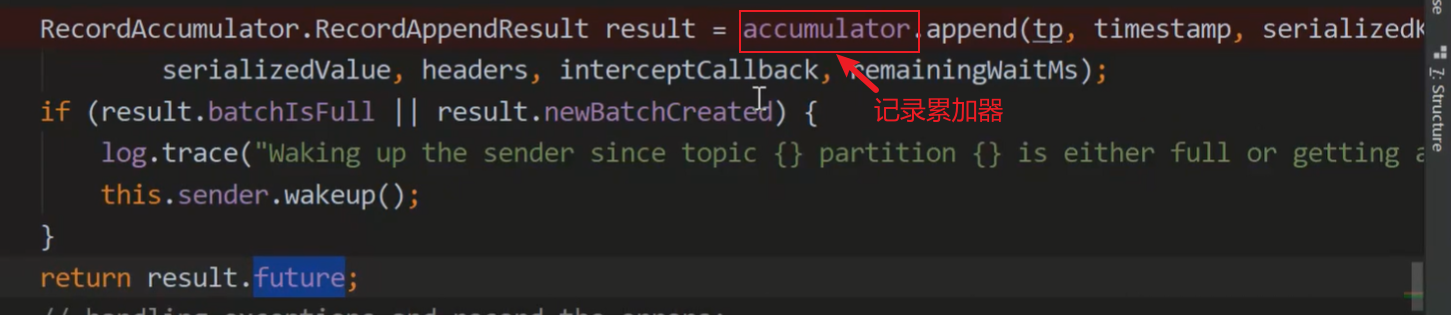 RecordAccumulator.RecordAppendResult result = accumulator.append(tp, timestamp, serializedK
serializedValue, headers, interceptCallback, remainingWaitMs);
记录累加器
if (result.batchIsFull || result.newBatchCreated) {
log.trace("Waking up the sender since topic {} partition {} is either full or getting a
this.sender.wakeup();
}
return result.future;
// handling exceptions and record the errors;
se
7: Structure